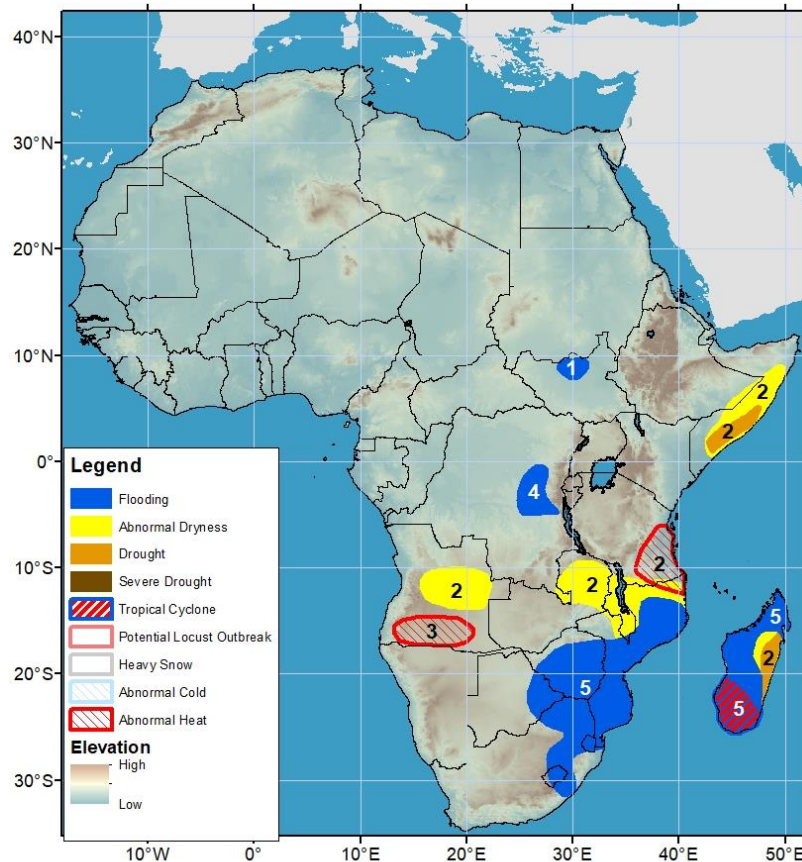 40°N
30°N
20°N
10°N
0°
10°S
20°S
30°S
1
2
2
4
2
2
2
3
5
5
2
5
Legend
Flooding
Abnormal Dryness
Drought
Severe Drought
Tropical Cyclone
Potential Locust Outbreak
Heavy Snow
Abnormal Cold
Abnormal Heat
Elevation
High
Low
10°W
0°
10°E
20°E
30°E
40°E
50°E